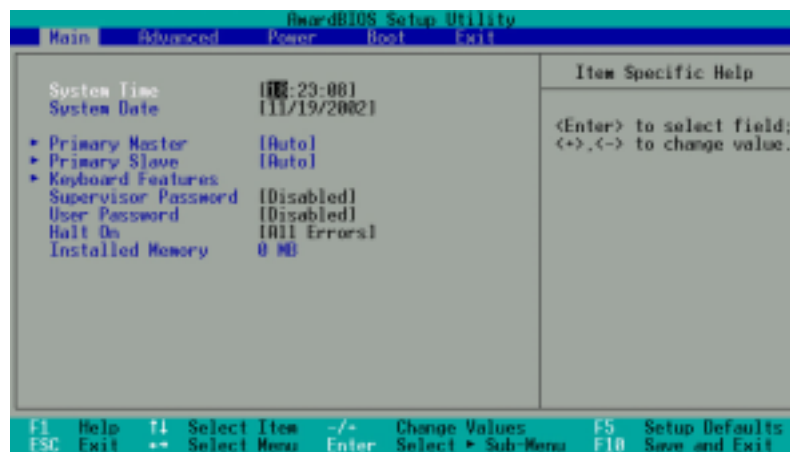 AwardBIOS Setup Utility
Main Advanced Power Boot Exit
Item Specific Help
System Time [18:23:08]
System Date [11/19/2002]
<Enter> to select field;
<+>,<-> to change value.
▸ Primary Master [Auto]
▸ Primary Slave [Auto]
▸ Keyboard Features
Supervisor Password [Disabled]
User Password [Disabled]
Halt On [All Errors]
Installed Memory 0 MB
F1 Help ↑↓ Select Item -/+ Change Values F5 Setup Defaults
ESC Exit ←→ Select Menu Enter Select ▸ Sub-Menu F10 Save and Exit